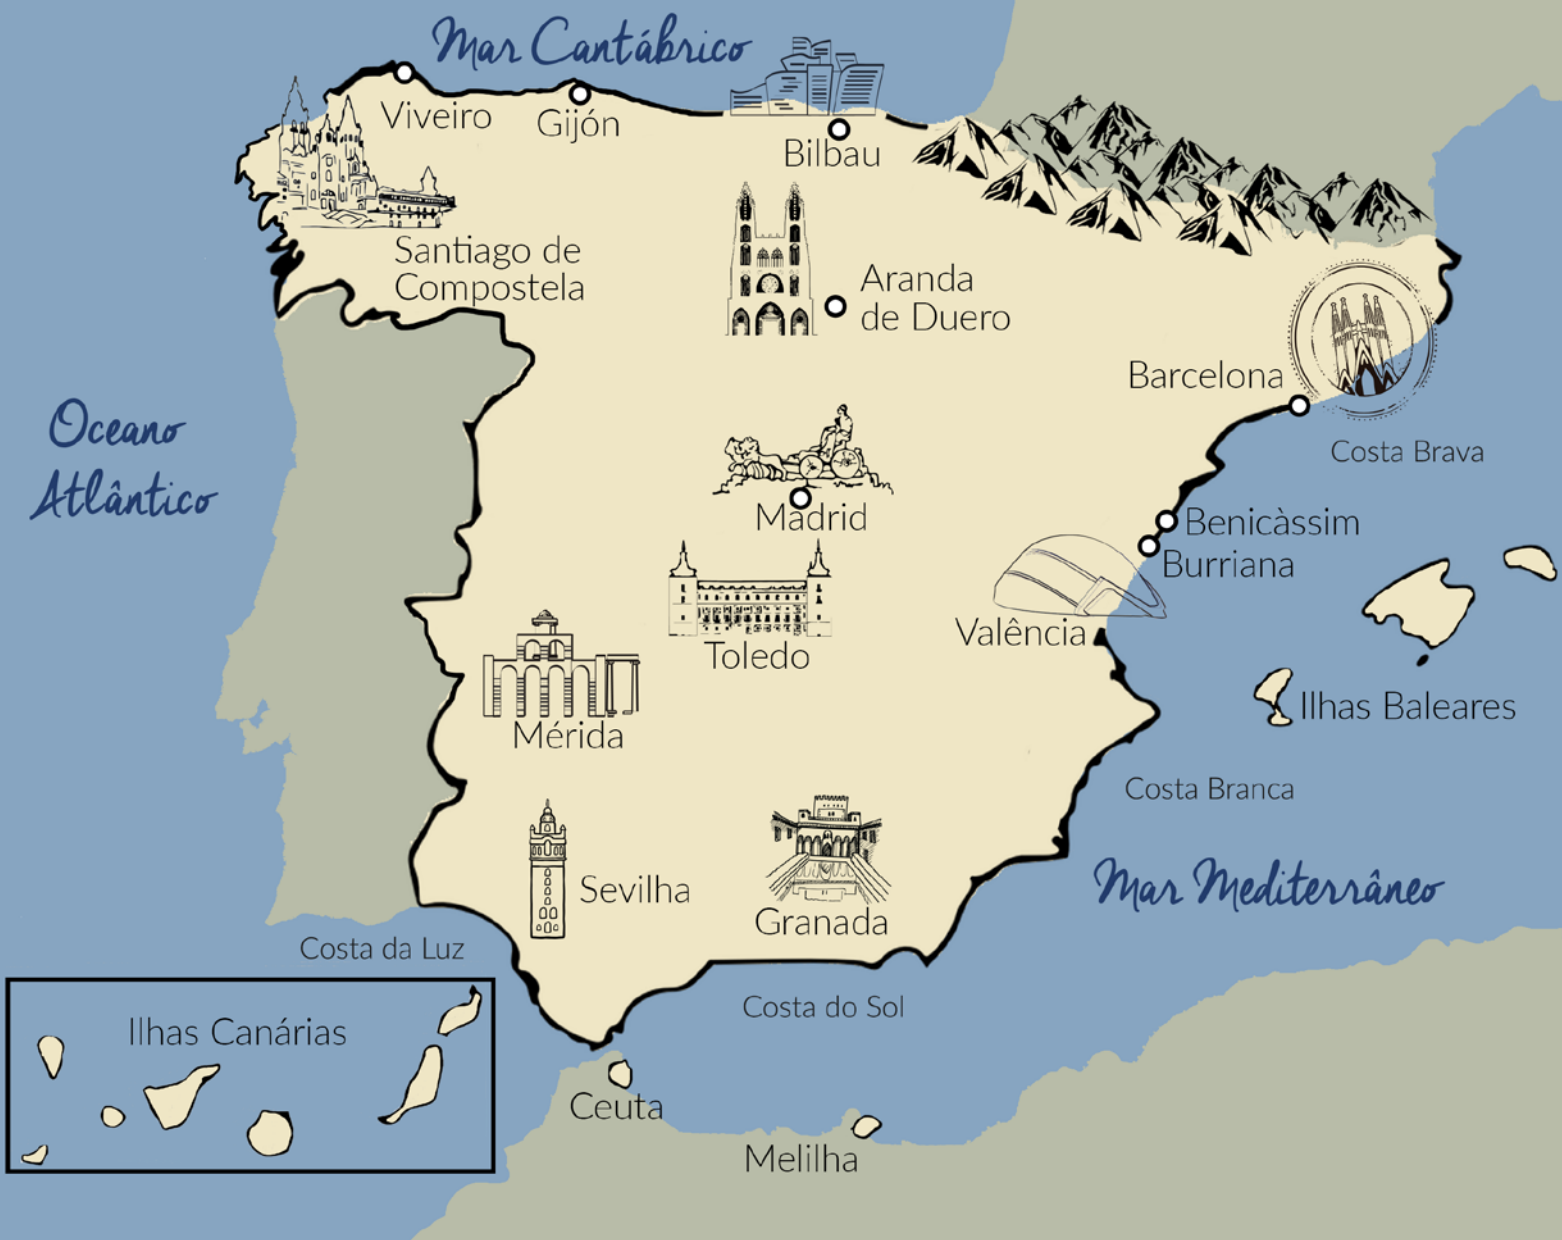 Mar Cantábrico
Viveiro
Gijón
Bilbau
Santiago de
Compostela
Aranda
de Duero
Barcelona
Oceano
Atlântico
Costa Brava
Madrid
Benicàssim
Burriana
Valência
Toledo
Ilhas Baleares
Mérida
Costa Branca
Mar Mediterrâneo
Sevilha
Granada
Costa da Luz
Costa do Sol
Ilhas Canárias
Ceuta
Melilha